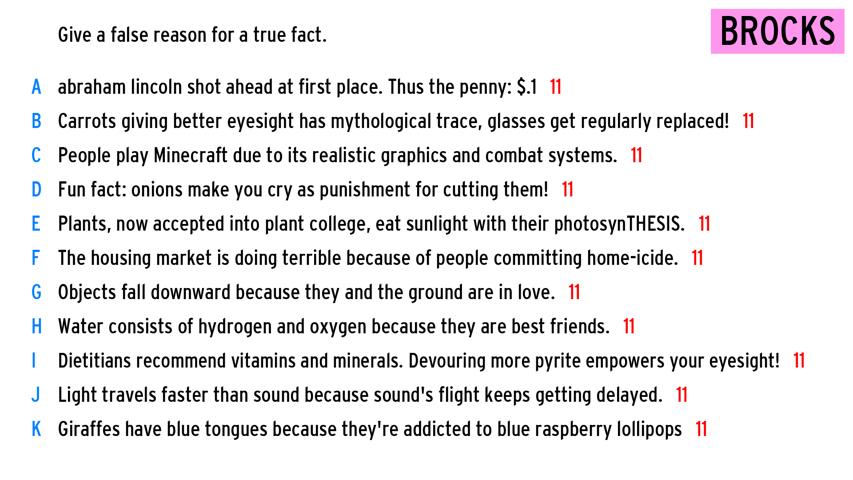 Give a false reason for a true fact.
BROCKS
A abraham lincoln shot ahead at first place. Thus the penny: $.1 11
B Carrots giving better eyesight has mythological trace, glasses get regularly replaced! 11
C People play Minecraft due to its realistic graphics and combat systems. 11
D Fun fact: onions make you cry as punishment for cutting them! 11
E Plants, now accepted into plant college, eat sunlight with their photosynTHESIS. 11
F The housing market is doing terrible because of people committing home-icide. 11
G Objects fall downward because they and the ground are in love. 11
H Water consists of hydrogen and oxygen because they are best friends. 11
I Dietitians recommend vitamins and minerals. Devouring more pyrite empowers your eyesight! 11
J Light travels faster than sound because sound's flight keeps getting delayed. 11
K Giraffes have blue tongues because they're addicted to blue raspberry lollipops 11